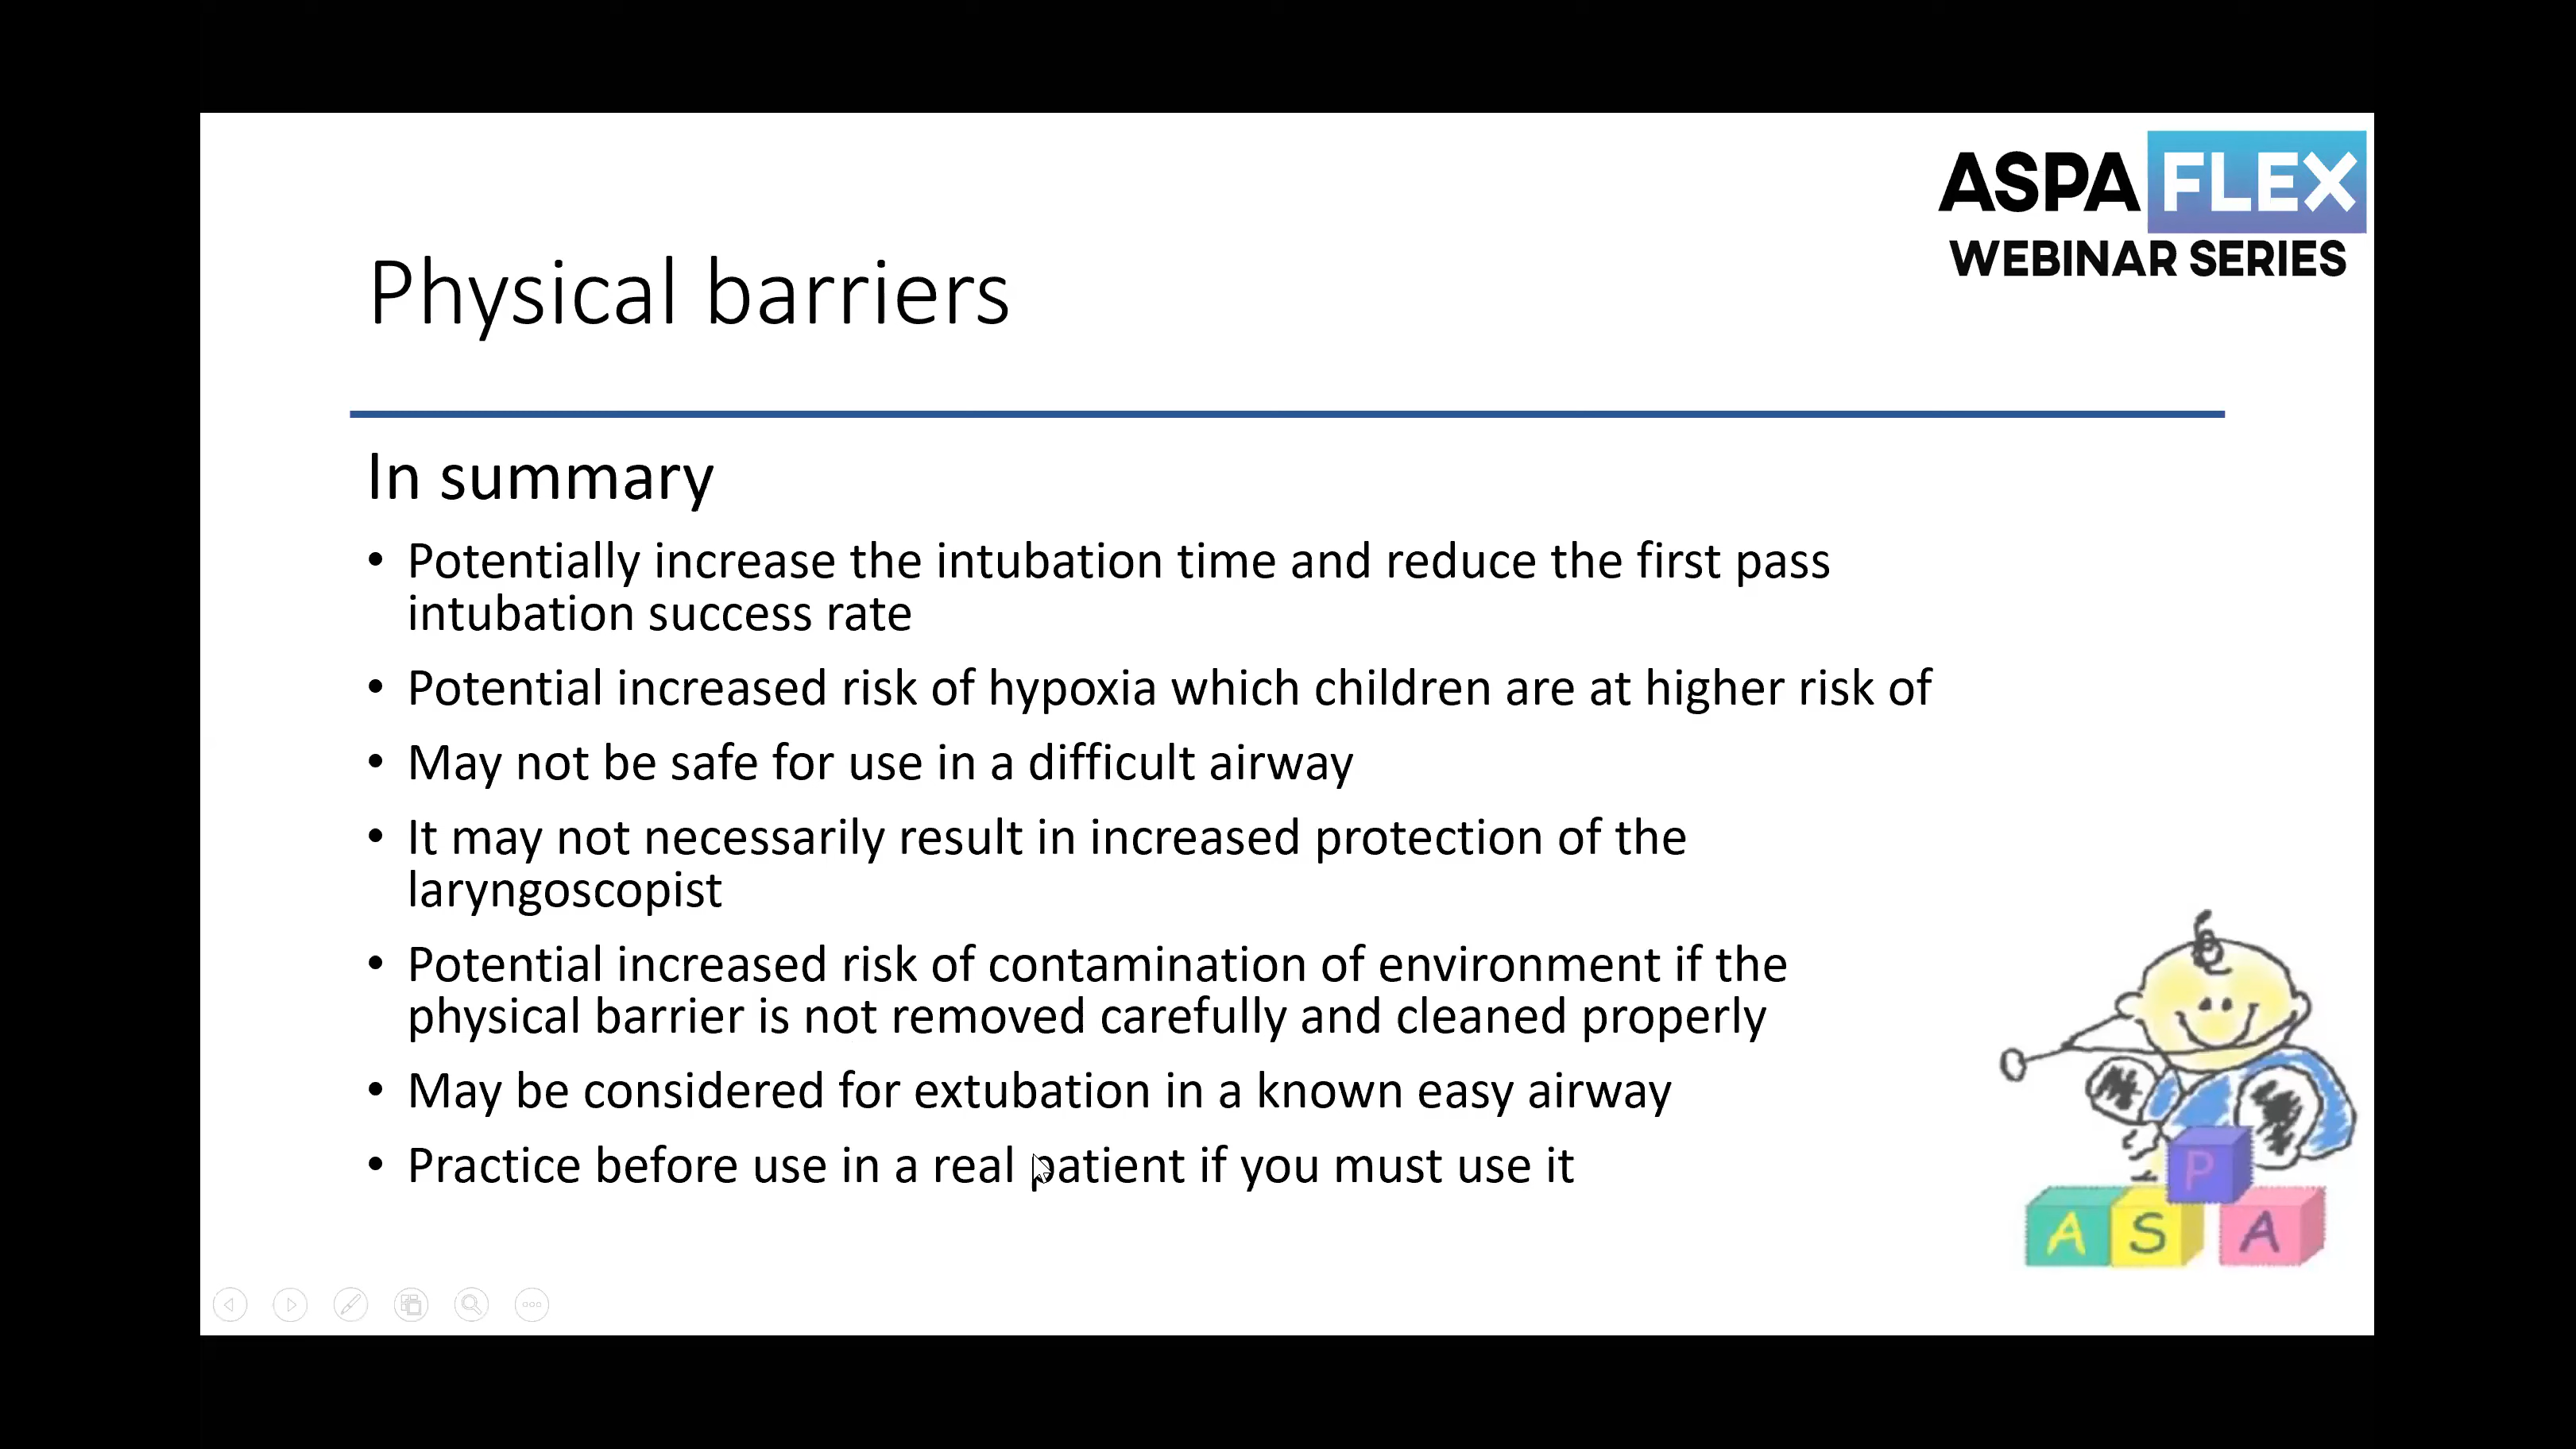 ASPA FLEX
WEBINAR SERIES
Physical barriers
In summary
• Potentially increase the intubation time and reduce the first pass
intubation success rate
• Potential increased risk of hypoxia which children are at higher risk of
• May not be safe for use in a difficult airway
• It may not necessarily result in increased protection of the
laryngoscopist
• Potential increased risk of contamination of environment if the
physical barrier is not removed carefully and cleaned properly
• May be considered for extubation in a known easy airway
• Practice before use in a real patient if you must use it
P
A S A